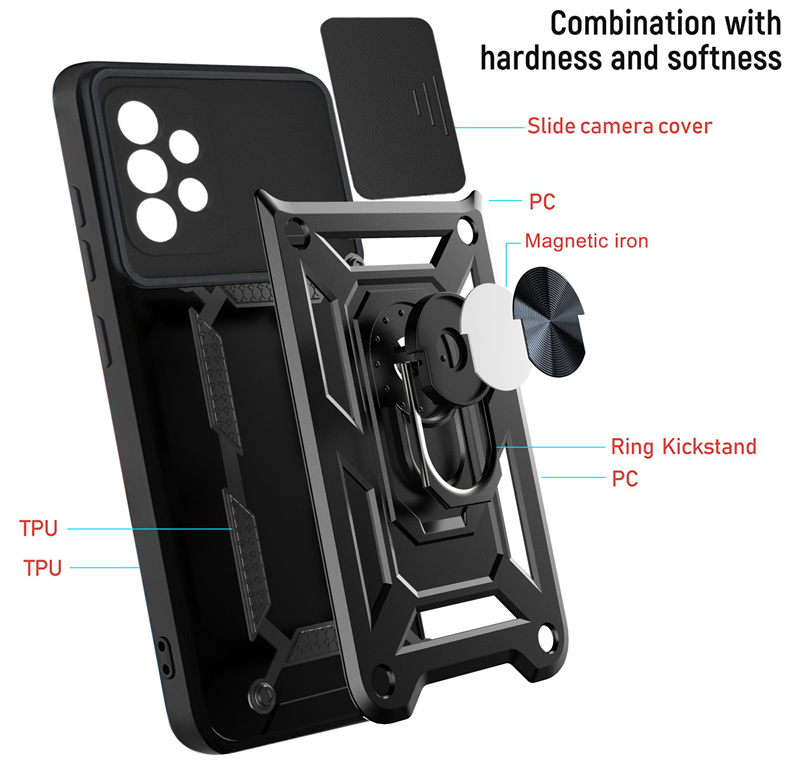 Combination with
hardness and softness
Slide camera cover
PC
Magnetic iron
Ring Kickstand
PC
TPU
TPU